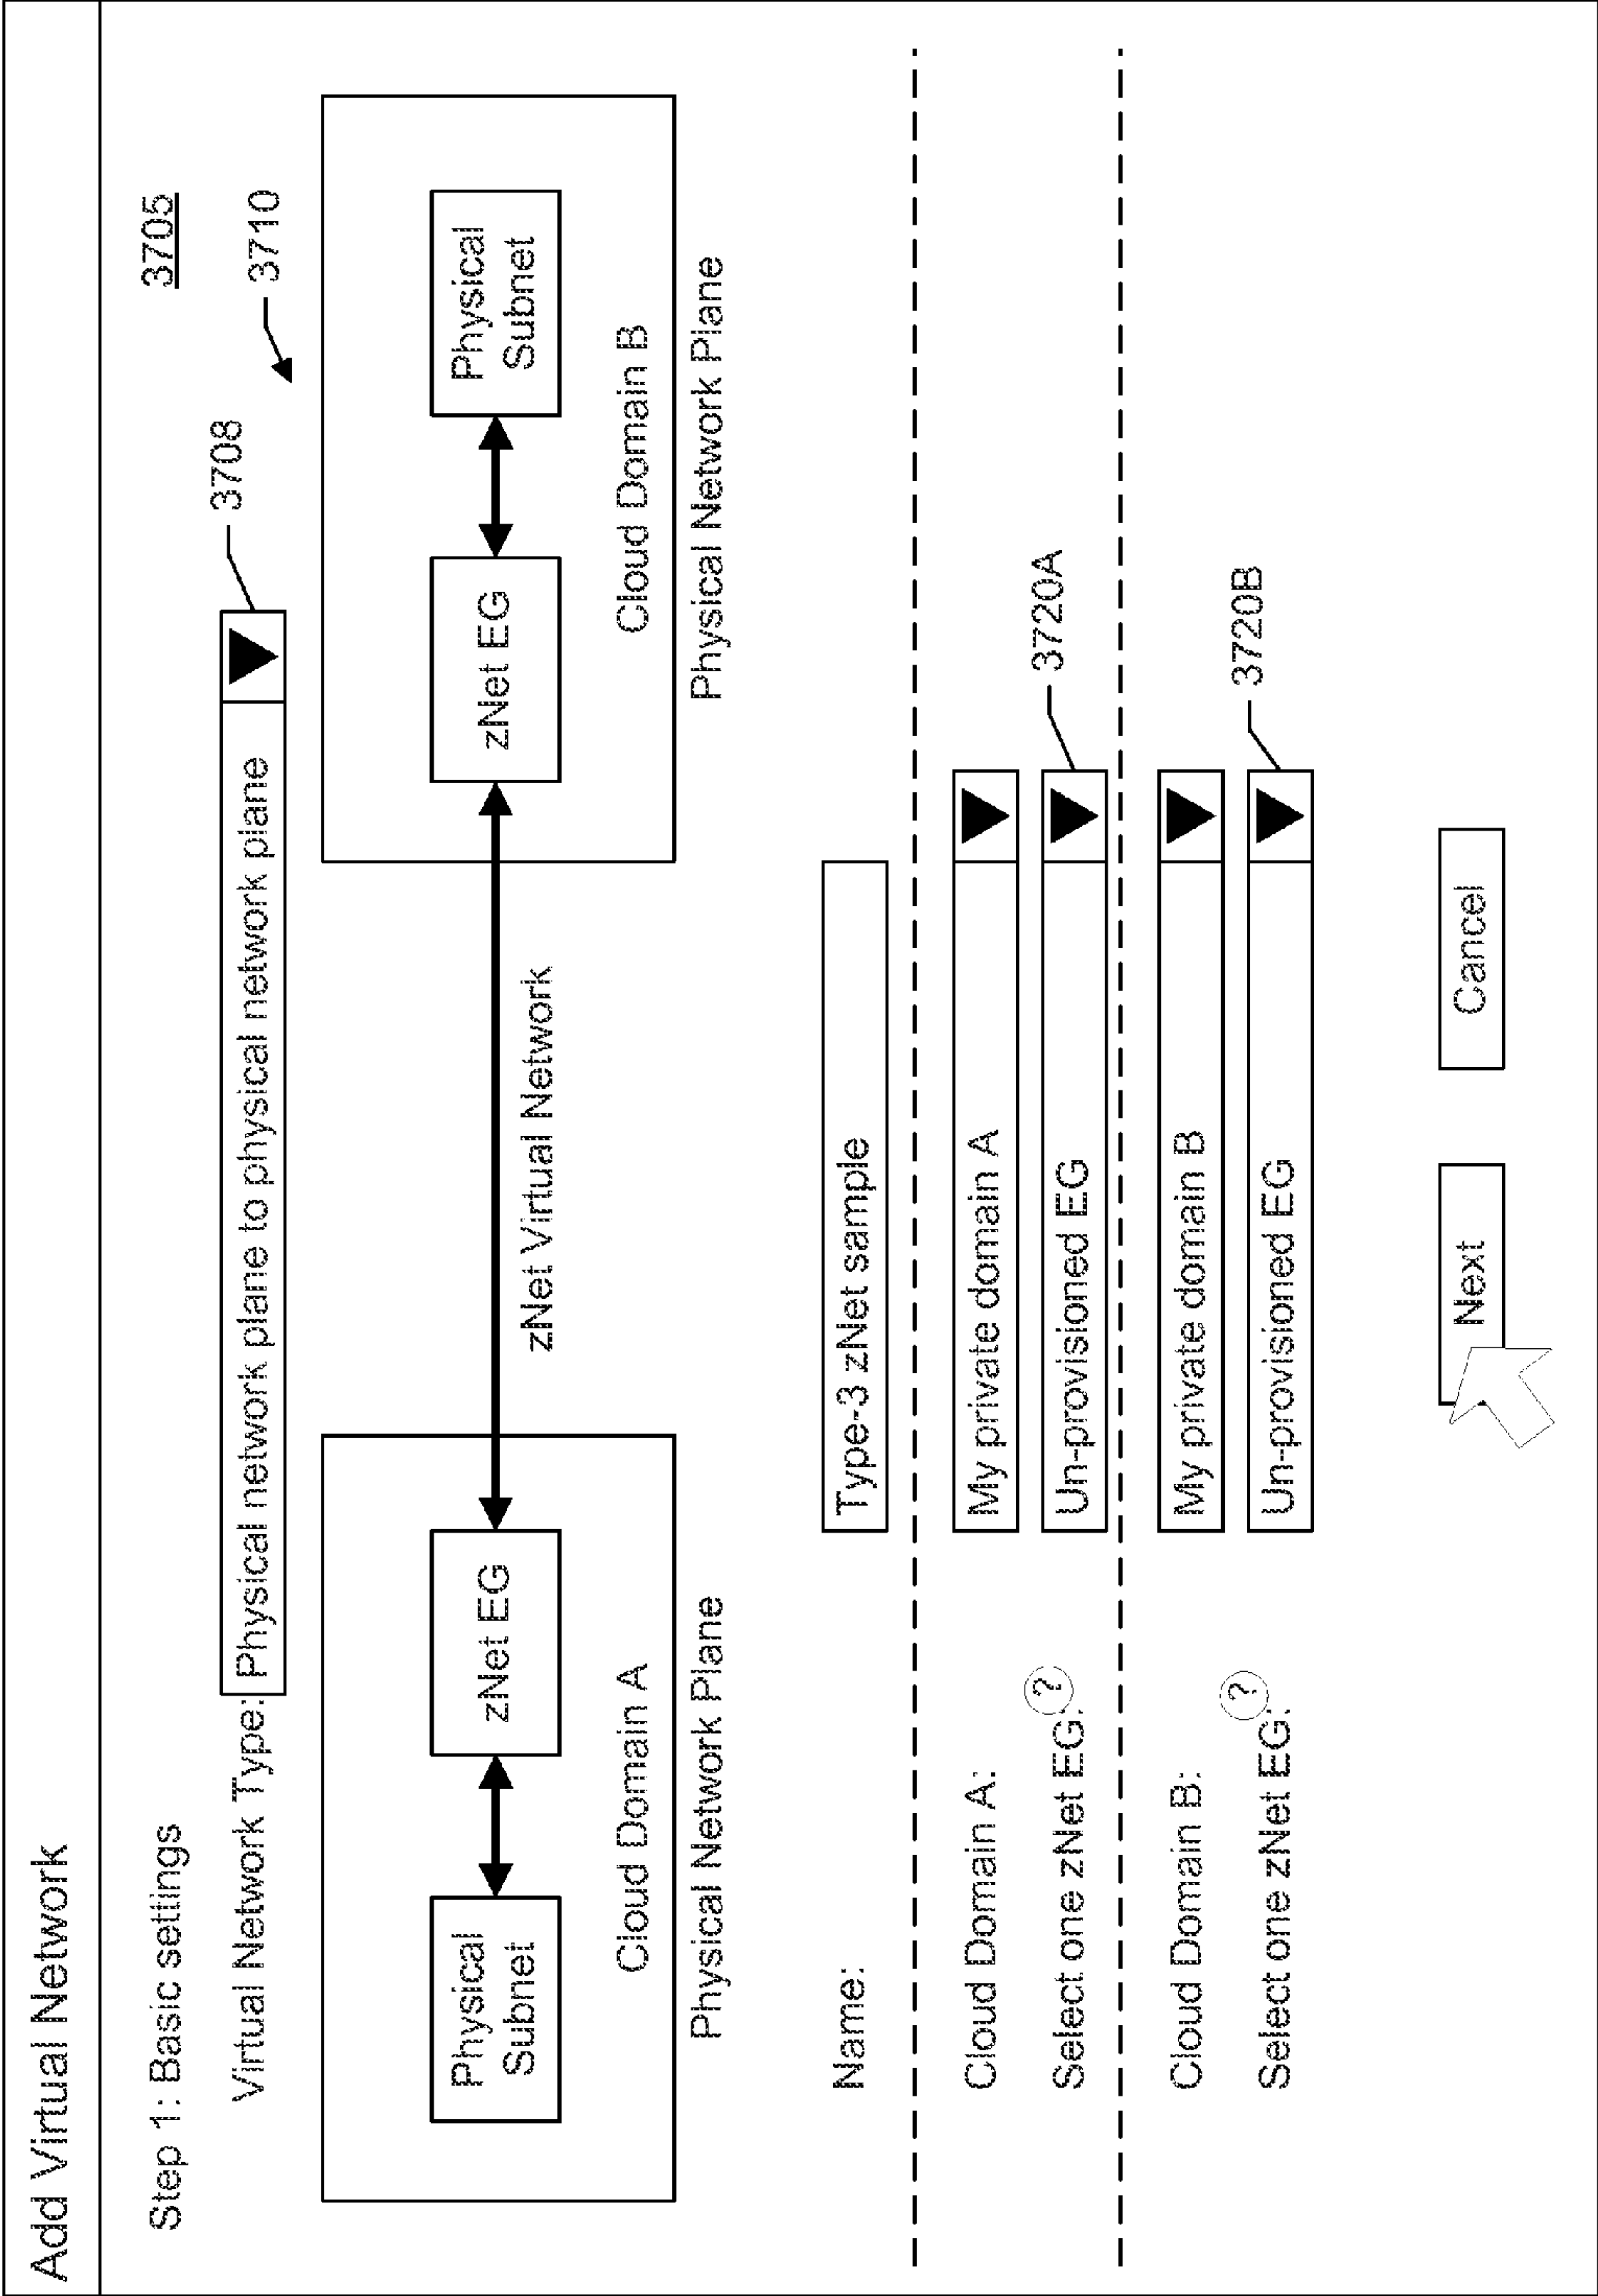 Add Virtual Network
Step 1: Basic settings
3705
Virtual Network Type: Physical network plane to physical network plane
3708
3710
Physical Subnet
zNet EG
Cloud Domain A
Physical Network Plane
zNet Virtual Network
zNet EG
Physical Subnet
Cloud Domain B
Physical Network Plane
Name: Type-3 zNet sample
Cloud Domain A: My private domain A
Select one zNet EG: ? Un-provisioned EG
3720A
Cloud Domain B: My private domain B
Select one zNet EG: ? Un-provisioned EG
3720B
Next
Cancel